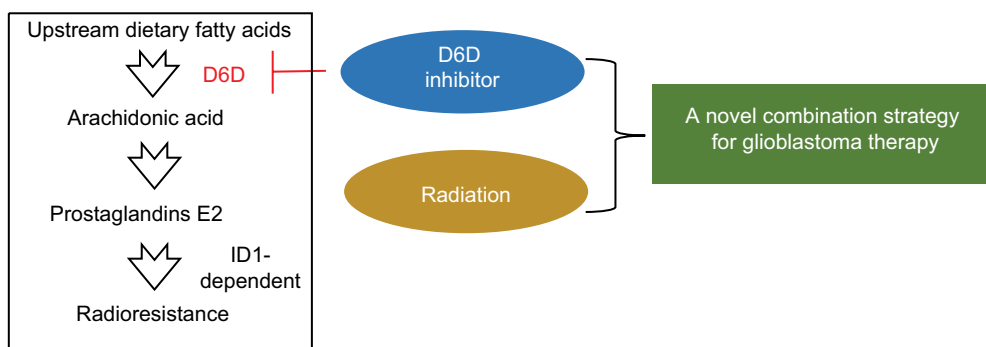 Upstream dietary fatty acids
D6D
Arachidonic acid
Prostaglandins E2
ID1-
dependent
Radioresistance
D6D
inhibitor
Radiation
A novel combination strategy
for glioblastoma therapy